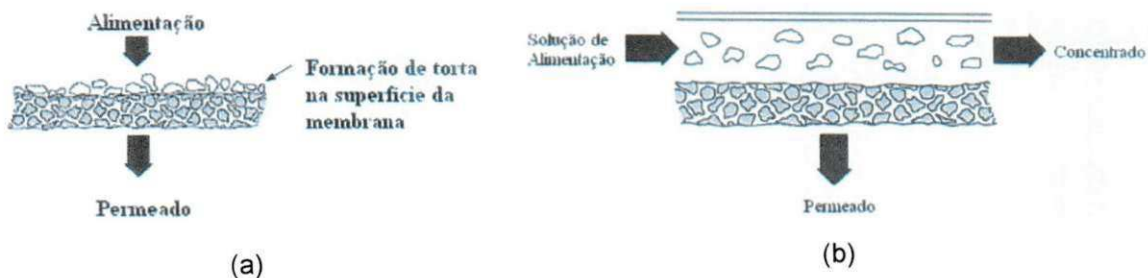 Alimentação
Formação de torta
na superfície da
membrana
Permeado
(a)
Solução de
Alimentação
Concentrado
Permeado
(b)